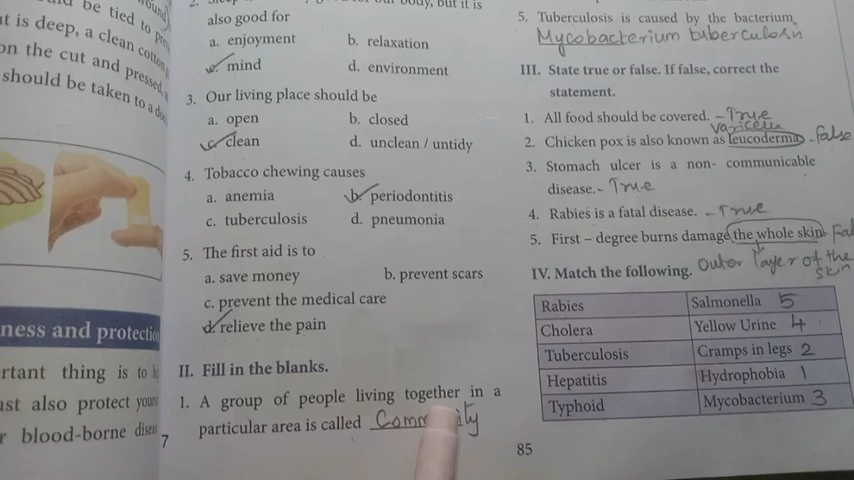 be tied to
t is deep, a clean cotton
on the cut and pressed,
should be taken to a
ness and protection
rtant thing is to
ust also protect
r blood-borne
7
2.
our body, but it is
also good for
a. enjoyment b. relaxation
c. mind d. environment
3. Our living place should be
a. open b. closed
c. clean d. unclean / untidy
4. Tobacco chewing causes
a. anemia b. periodontitis
c. tuberculosis d. pneumonia
5. The first aid is to
a. save money b. prevent scars
c. prevent the medical care
d. relieve the pain
II. Fill in the blanks.
1. A group of people living together in a
particular area is called
5. Tuberculosis is caused by the bacterium,
Mycobacterium tuberculosis
III. State true or false. If false, correct the
statement.
1. All food should be covered. - True
varicella
2. Chicken pox is also known as leucoderma - False
3. Stomach ulcer is a non- communicable
disease. - True
4. Rabies is a fatal disease. - True
5. First – degree burns damage the whole skin
Outer layer of the
skin
IV. Match the following.
Rabies Salmonella 5
Cholera Yellow Urine 4
Tuberculosis Cramps in legs 2
Hepatitis Hydrophobia 1
Typhoid Mycobacterium 3
85